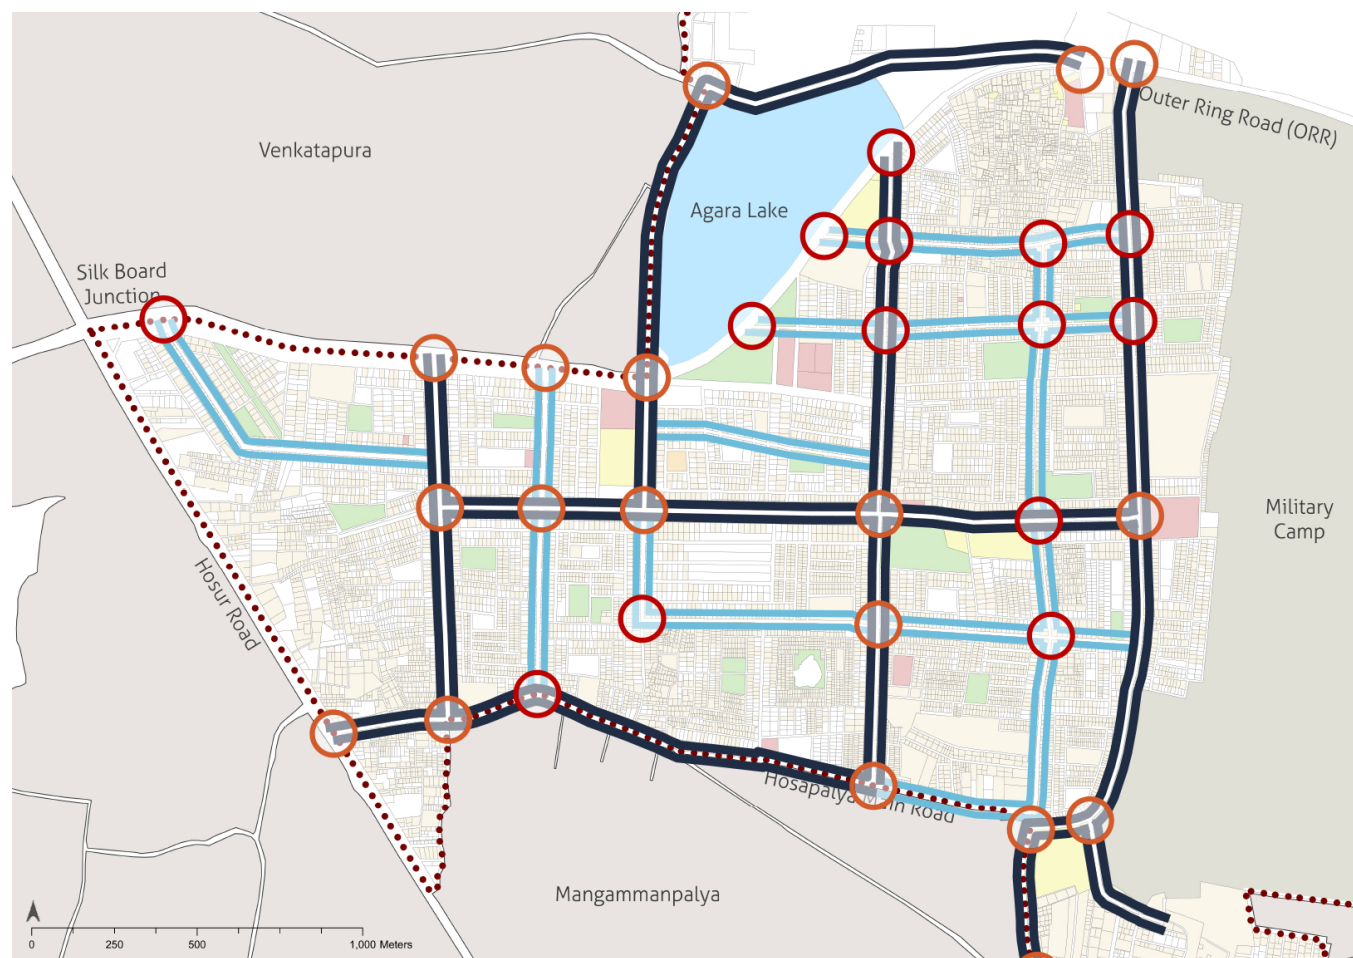 Outer Ring Road (ORR)
Venkatapura
Agara Lake
Silk Board
Junction
Military
Camp
Hosur Road
Hosapalya Main Road
Mangammanpalya
0 250 500 1,000 Meters